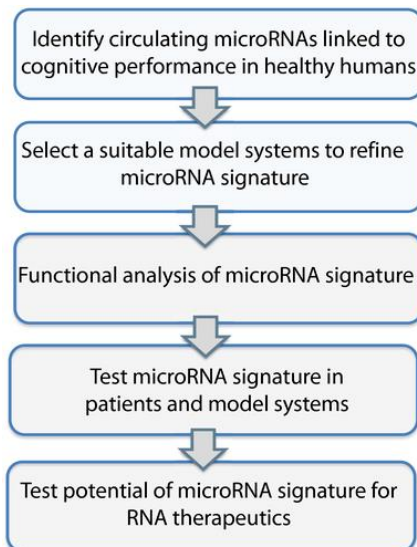 Identify circulating microRNAs linked to
cognitive performance in healthy humans
Select a suitable model systems to refine
microRNA signature
Functional analysis of microRNA signature
Test microRNA signature in
patients and model systems
Test potential of microRNA signature for
RNA therapeutics